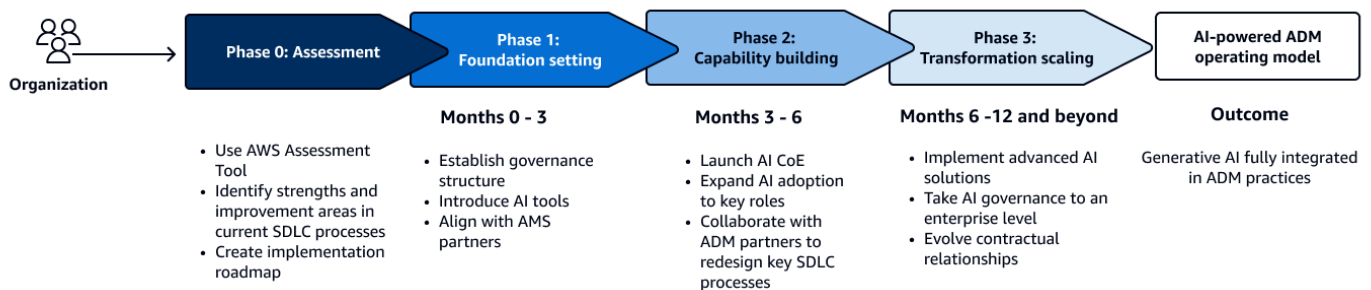 Organization
Phase 0: Assessment
• Use AWS Assessment
Tool
• Identify strengths and
improvement areas in
current SDLC processes
• Create implementation
roadmap
Phase 1:
Foundation setting
Months 0 - 3
• Establish governance
structure
• Introduce AI tools
• Align with AMS
partners
Phase 2:
Capability building
Months 3 - 6
• Launch AI CoE
• Expand AI adoption
to key roles
• Collaborate with
ADM partners to
redesign key SDLC
processes
Phase 3:
Transformation scaling
Months 6 -12 and beyond
• Implement advanced AI
solutions
• Take AI governance to an
enterprise level
• Evolve contractual
relationships
AI-powered ADM
operating model
Outcome
Generative AI fully integrated
in ADM practices